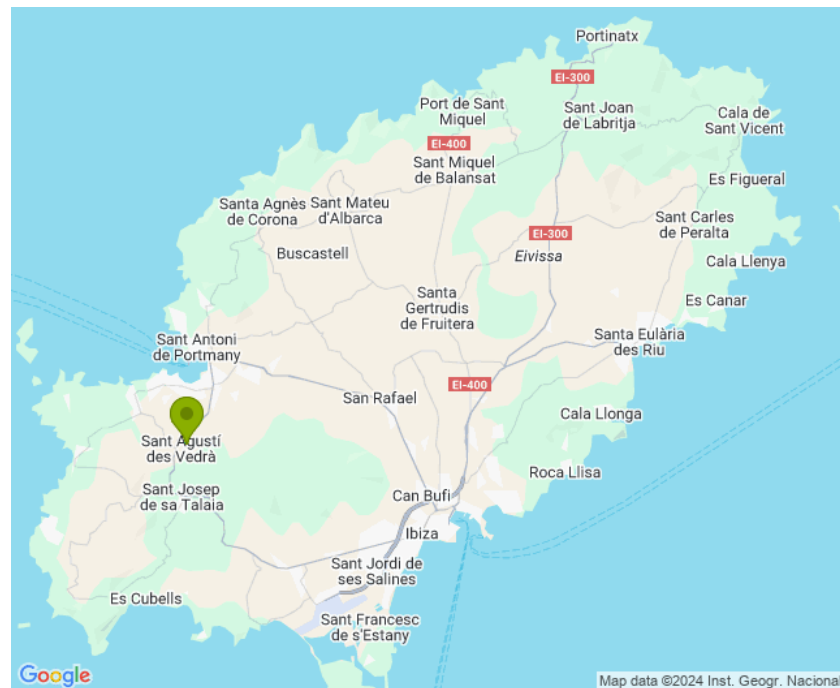 Portinatx
EI-300
Port de Sant
Miquel
Sant Joan
de Labritja
Cala de
Sant Vicent
EI-400
Sant Miquel
de Balansat
Es Figueral
Santa Agnès
de Corona
Sant Mateu
d'Albarca
Sant Carles
de Peralta
EI-300
Buscastell
Eivissa
Cala Llenya
Santa
Gertrudis
de Fruitera
Es Canar
Sant Antoni
de Portmany
Santa Eulària
des Riu
EI-400
San Rafael
Cala Llonga
Sant Agustí
des Vedrà
Roca Llisa
Sant Josep
de sa Talaia
Can Bufi
Ibiza
Sant Jordi de
ses Salines
Es Cubells
Sant Francesc
de s'Estany
Google
Map data ©2024 Inst. Geogr. Nacional